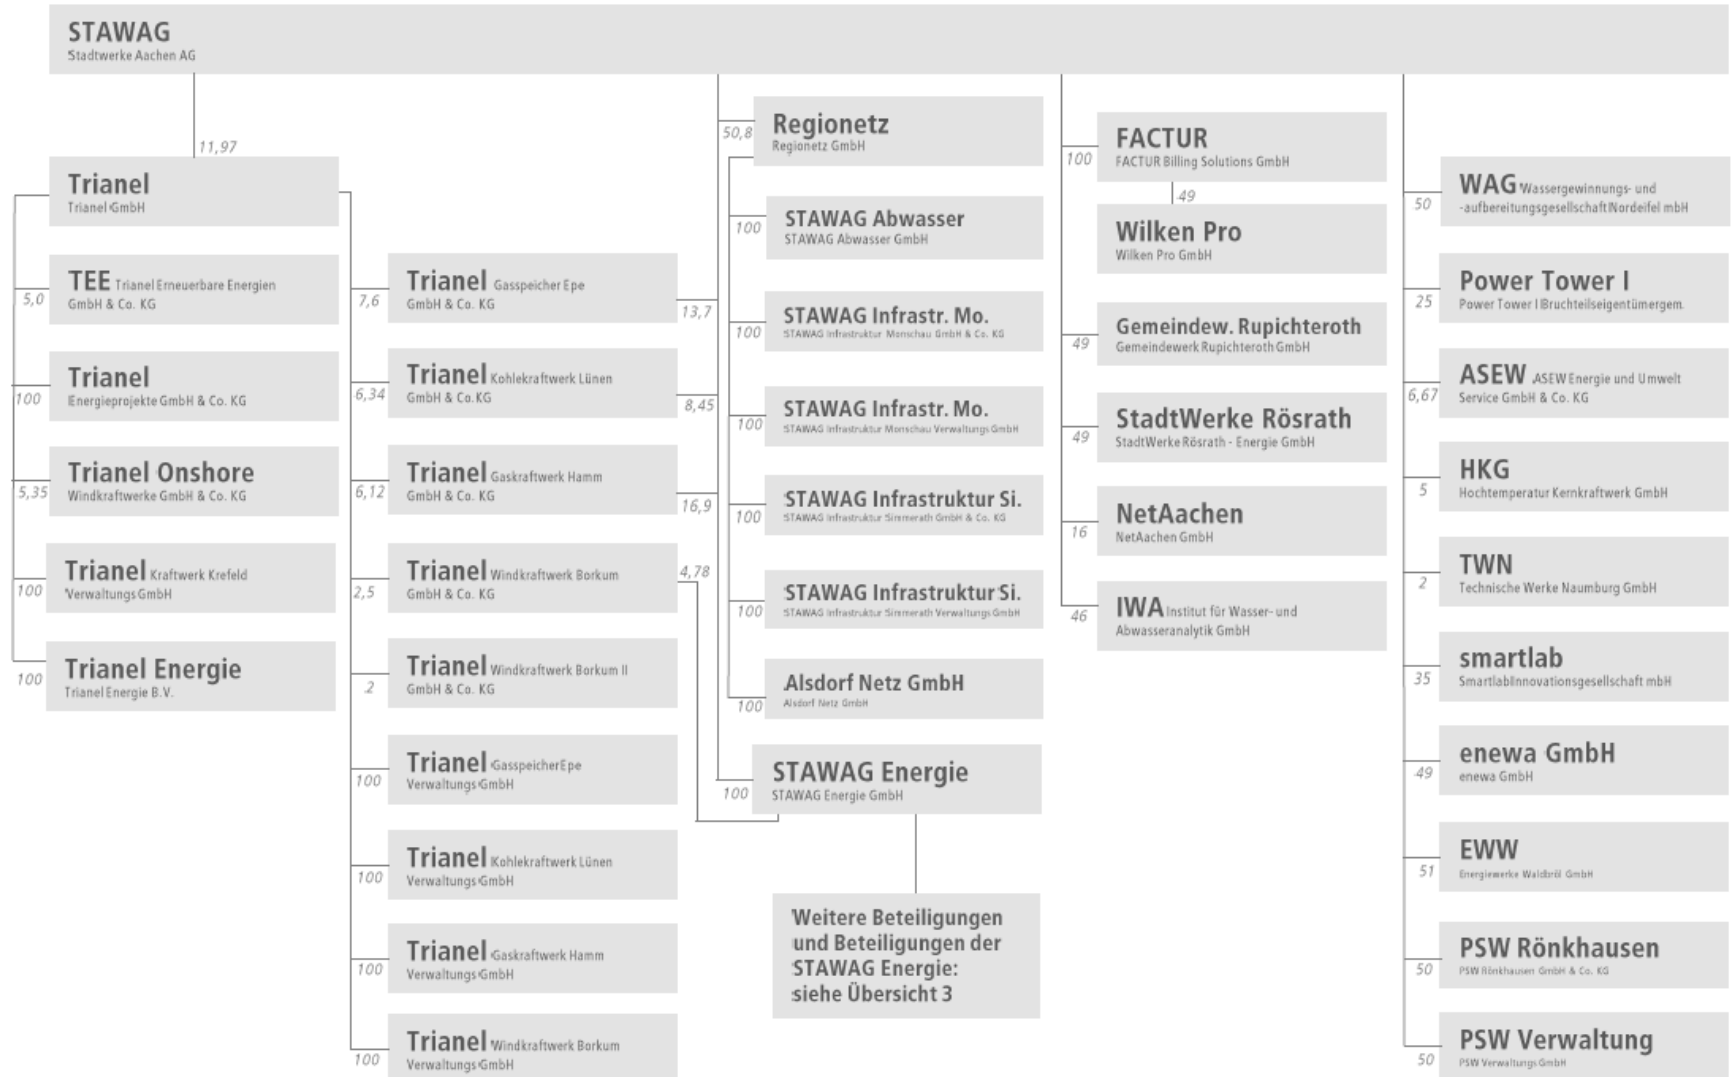 STAWAG
Stadtwerke Aachen AG
11,97
Trianel
Trianel GmbH
5,0
TEE Trianel Erneuerbare Energien
GmbH & Co. KG
100
Trianel
Energieprojekte GmbH & Co. KG
5,35
Trianel Onshore
Windkraftwerke GmbH & Co. KG
100
Trianel Kraftwerk Krefeld
Verwaltungs GmbH
100
Trianel Energie
Trianel Energie B.V.
7,6
Trianel Gasspeicher Epe
GmbH & Co. KG
13,7
6,34
Trianel Kohlekraftwerk Lünen
GmbH & Co.KG
8,45
6,12
Trianel Gaskraftwerk Hamm
GmbH & Co. KG
16,9
2,5
Trianel Windkraftwerk Borkum
GmbH & Co. KG
4,78
2
Trianel Windkraftwerk Borkum II
GmbH & Co. KG
100
Trianel Gasspeicher Epe
Verwaltungs GmbH
100
Trianel Kohlekraftwerk Lünen
Verwaltungs GmbH
100
Trianel Gaskraftwerk Hamm
Verwaltungs GmbH
100
Trianel Windkraftwerk Borkum
Verwaltungs GmbH
50,8
Regionetz
Regionetz GmbH
100
STAWAG Abwasser
STAWAG Abwasser GmbH
100
STAWAG Infrastr. Mo.
STAWAG Infrastruktur Monschau GmbH & Co. KG
100
STAWAG Infrastr. Mo.
STAWAG Infrastruktur Monschau Verwaltungs GmbH
100
STAWAG Infrastruktur Si.
STAWAG Infrastruktur Simmerath GmbH & Co. KG
100
STAWAG Infrastruktur Si.
STAWAG Infrastruktur Simmerath Verwaltungs GmbH
100
Alsdorf Netz GmbH
Alsdorf Netz GmbH
100
STAWAG Energie
STAWAG Energie GmbH
Weitere Beteiligungen
und Beteiligungen der
STAWAG Energie:
siehe Übersicht 3
100
FACTUR
FACTUR Billing Solutions GmbH
49
Wilken Pro
Wilken Pro GmbH
49
Gemeindew. Rupichteroth
Gemeindewerk Rupichteroth GmbH
49
StadtWerke Rösrath
StadtWerke Rösrath - Energie GmbH
16
NetAachen
NetAachen GmbH
46
IWA Institut für Wasser- und
Abwasseranalytik GmbH
50
WAG Wassergewinnungs- und
-aufbereitungsgesellschaft Nordeifel mbH
25
Power Tower I
Power Tower I Bruchteilseigentümergem.
6,67
ASEW ASEW Energie und Umwelt
Service GmbH & Co. KG
5
HKG
Hochtemperatur Kernkraftwerk GmbH
2
TWN
Technische Werke Naumburg GmbH
35
smartlab
Smartlab Innovationsgesellschaft mbH
49
enewa GmbH
enewa GmbH
51
EWW
Energiewerke Waldbröl GmbH
50
PSW Rönkhausen
PSW Rönkhausen GmbH & Co. KG
50
PSW Verwaltung
PSW Verwaltungs GmbH